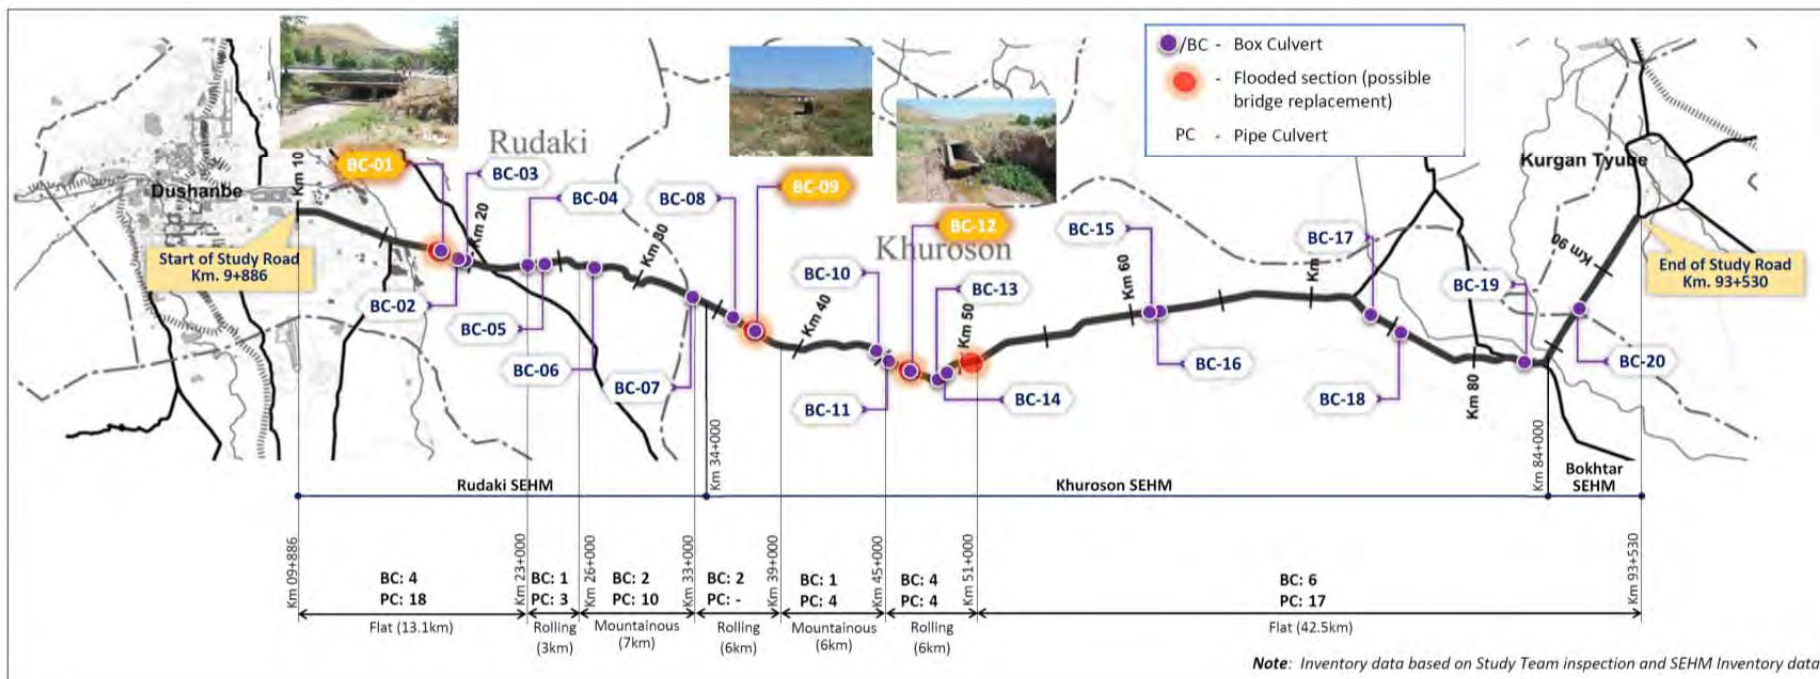 /BC - Box Culvert
- Flooded section (possible
bridge replacement)
PC - Pipe Culvert
Rudaki
Khuroson
Dushanbe
Kurgan Tyube
Start of Study Road
Km. 9+886
End of Study Road
Km. 93+530
Km 10
Km 20
Km 30
Km 40
Km 50
Km 60
Km
Km 80
Km 90
BC-01
BC-02
BC-03
BC-04
BC-05
BC-06
BC-07
BC-08
BC-09
BC-10
BC-11
BC-12
BC-13
BC-14
BC-15
BC-16
BC-17
BC-18
BC-19
BC-20
Km 34+000
Km 84+000
Rudaki SEHM
Khuroson SEHM
Bokhtar
SEHM
Km 09+886
Km 23+000
Km 26+000
Km 33+000
Km 39+000
Km 45+000
Km 51+000
Km 93+530
BC: 4
PC: 18
Flat (13.1km)
BC: 1
PC: 3
Rolling
(3km)
BC: 2
PC: 10
Mountainous
(7km)
BC: 2
PC: -
Rolling
(6km)
BC: 1
PC: 4
Mountainous
(6km)
BC: 4
PC: 4
Rolling
(6km)
BC: 6
PC: 17
Flat (42.5km)
Note: Inventory data based on Study Team inspection and SEHM Inventory data